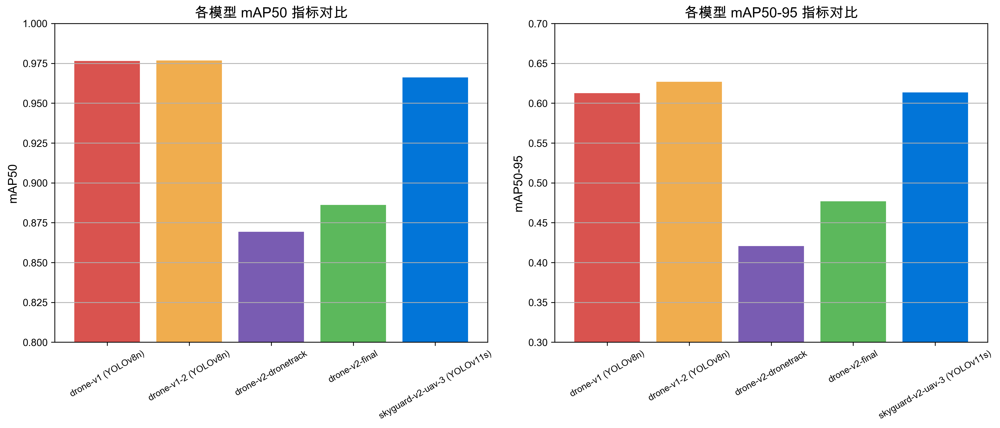 各模型 mAP50 指标对比
mAP50
1.000
0.975
0.950
0.925
0.900
0.875
0.850
0.825
0.800
drone-v1 (YOLOv8n)
drone-v1-2 (YOLOv8n)
drone-v2-dronetrack
drone-v2-final
skyguard-v2-uav-3 (YOLOv11s)
各模型 mAP50-95 指标对比
mAP50-95
0.70
0.65
0.60
0.55
0.50
0.45
0.40
0.35
0.30
drone-v1 (YOLOv8n)
drone-v1-2 (YOLOv8n)
drone-v2-dronetrack
drone-v2-final
skyguard-v2-uav-3 (YOLOv11s)